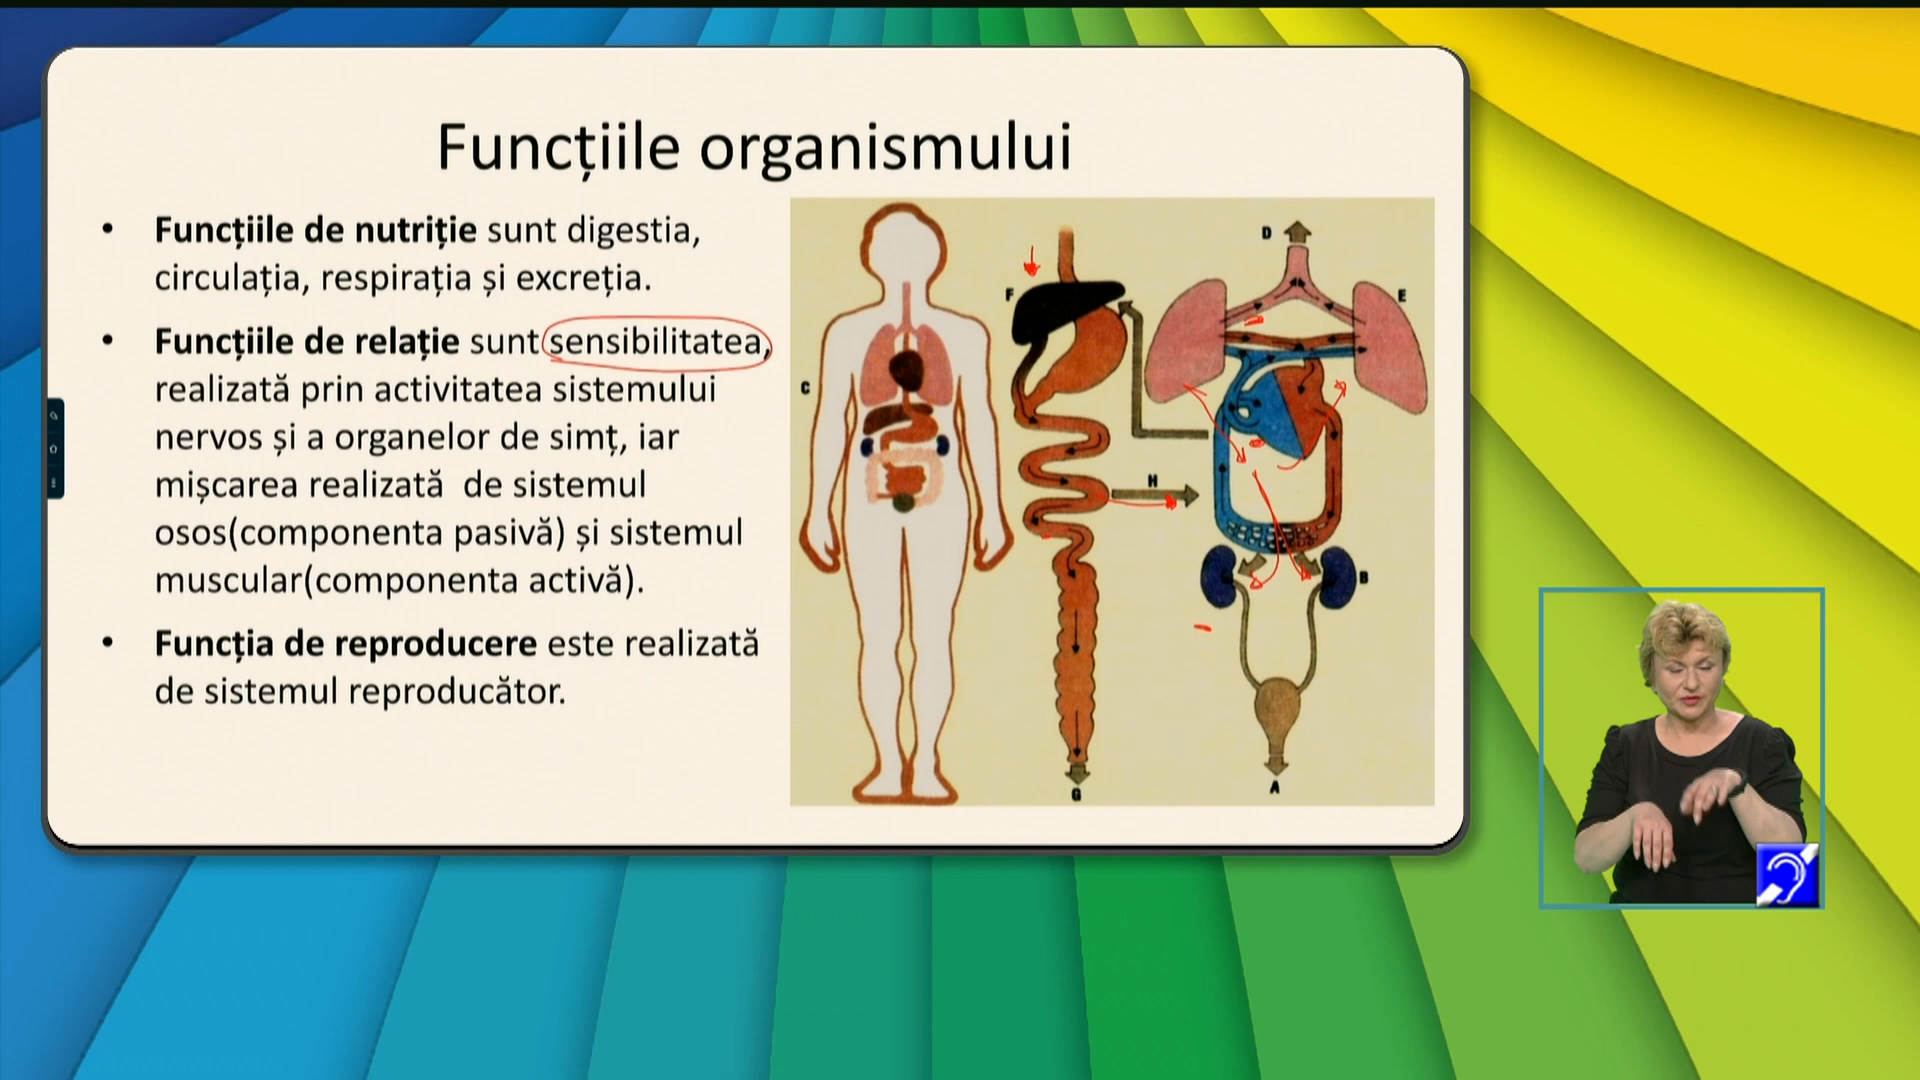 Funcțiile organismului
• Funcțiile de nutriție sunt digestia,
circulația, respirația și excreția.
• Funcțiile de relație sunt sensibilitatea,
realizată prin activitatea sistemului
nervos și a organelor de simț, iar
mișcarea realizată  de sistemul
osos(componenta pasivă) și sistemul
muscular(componenta activă).
• Funcția de reproducere este realizată
de sistemul reproducător.
D
F
E
C
H
B
G
A